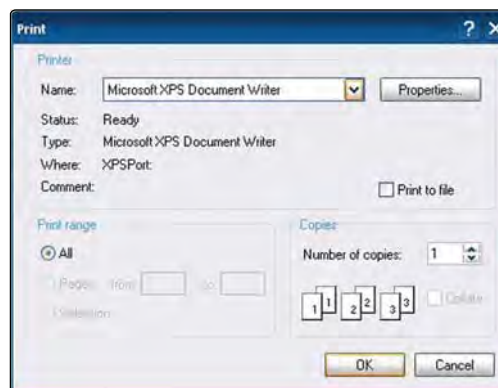 Print
Printer
Name: Microsoft XPS Document Writer Properties...
Status: Ready
Type: Microsoft XPS Document Writer
Where: XPSPort:
Comment: Print to file
Print range Copies
All Number of copies: 1
Pages from to
1 1 2 2 3 3 Collate
Selection
OK Cancel